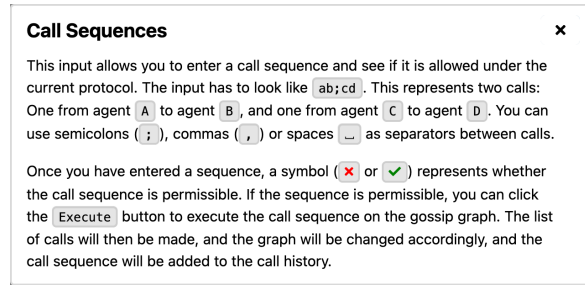 Call Sequences ×
This input allows you to enter a call sequence and see if it is allowed under the
current protocol. The input has to look like ab;cd . This represents two calls:
One from agent A to agent B , and one from agent C to agent D . You can
use semicolons ( ; ), commas ( , ) or spaces ⎵ as separators between calls.
Once you have entered a sequence, a symbol ( ❌ or ✔ ) represents whether
the call sequence is permissible. If the sequence is permissible, you can click
the Execute button to execute the call sequence on the gossip graph. The list
of calls will then be made, and the graph will be changed accordingly, and the
call sequence will be added to the call history.